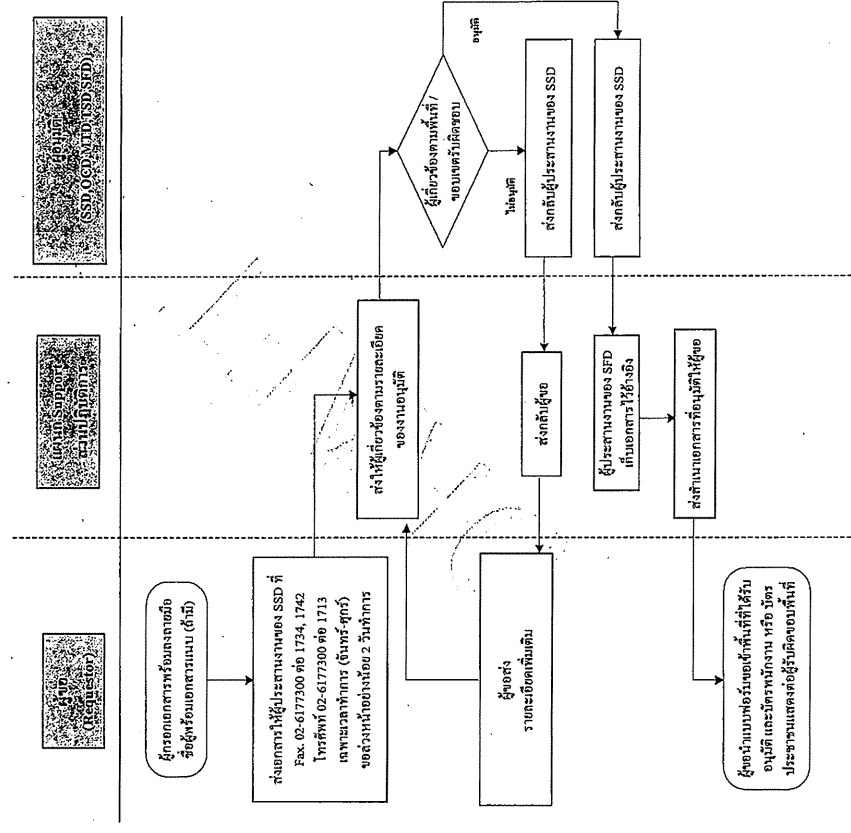 ผู้ขอ
(Requestor)
(แผนก Support)
ส่วนปฏิบัติการ
ผู้อนุมัติ
(SSD,OCD,MTD,TSD,SFD)
ผู้กรอกเอกสารพร้อมลงลายมือ
ชื่อผู้พร้อมเอกสารแนบ (ถ้ามี)
ส่งเอกสารให้ผู้ประสานงานของ SSD ที่
Fax. 02-6177300 ต่อ 1734, 1742
โทรศัพท์ 02-6177300 ต่อ 1713
เฉพาะเวลาทำการ (จันทร์-ศุกร์)
ขอล่วงหน้าอย่างน้อย 2 วันทำการ
ส่งให้ผู้เกี่ยวข้องตามรายละเอียด
ของงานอนุมัติ
ผู้เกี่ยวข้องตามพื้นที่ /
ขอบเขตรับผิดชอบ
อนุมัติ
ไม่อนุมัติ
ส่งกลับผู้ประสานงานของ SSD
ส่งกลับผู้ขอ
ผู้ขอส่ง
รายละเอียดเพิ่มเติม
ส่งกลับผู้ประสานงานของ SSD
ผู้ประสานงานของ SFD
เก็บเอกสารไว้อ้างอิง
ส่งสำเนาเอกสารที่อนุมัติให้ผู้ขอ
ผู้ขอนำแบบฟอร์มขอเข้าพื้นที่ที่ได้รับ
อนุมัติ และบัตรพนักงาน หรือ บัตร
ประชาชนแสดงต่อผู้รับผิดชอบพื้นที่